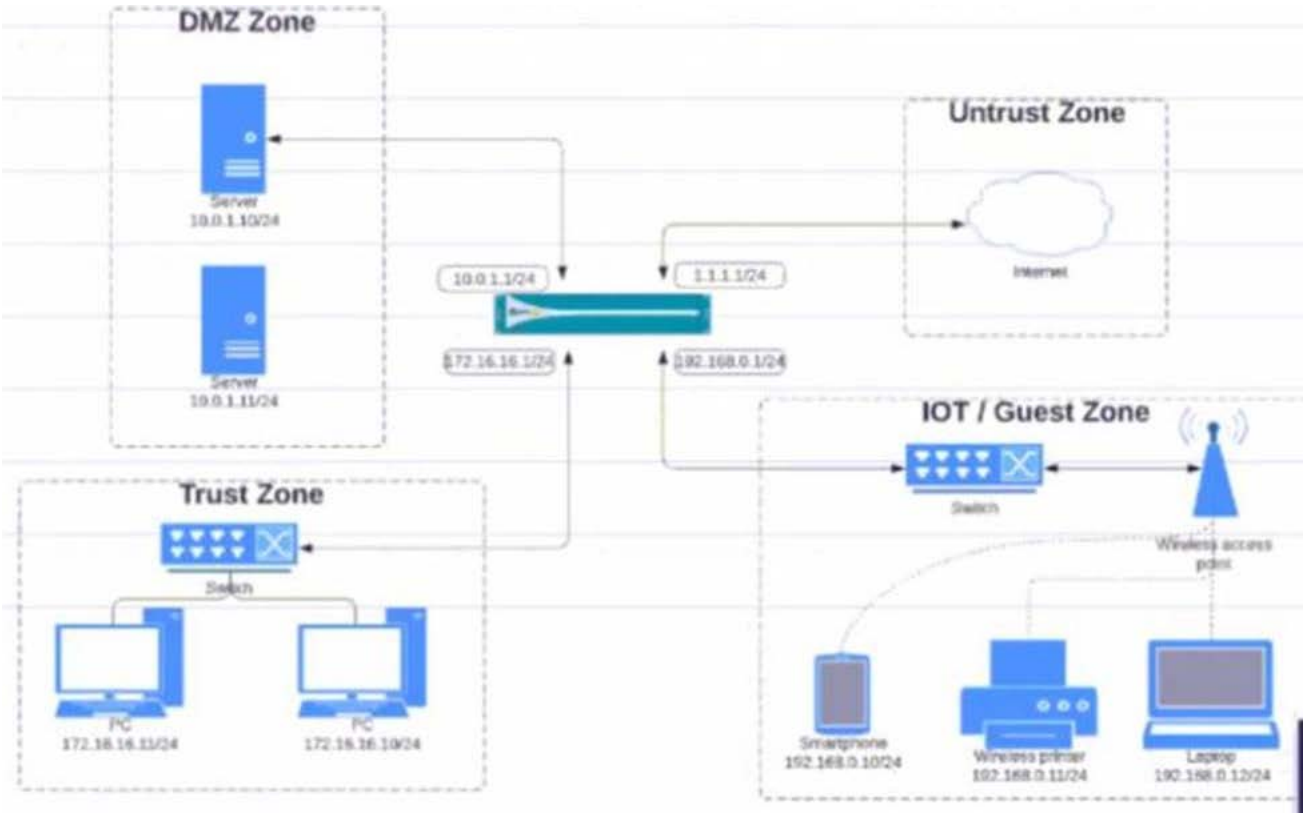 DMZ Zone
Server
10.0.1.10/24
Server
10.0.1.11/24
Untrust Zone
Internet
10.0.1.1/24
1.1.1.1/24
172.16.16.1/24
192.168.0.1/24
Trust Zone
Switch
PC
172.16.16.11/24
PC
172.16.16.10/24
IOT / Guest Zone
Switch
Wireless access
point
Smartphone
192.168.0.10/24
Wireless printer
192.168.0.11/24
Laptop
192.168.0.12/24